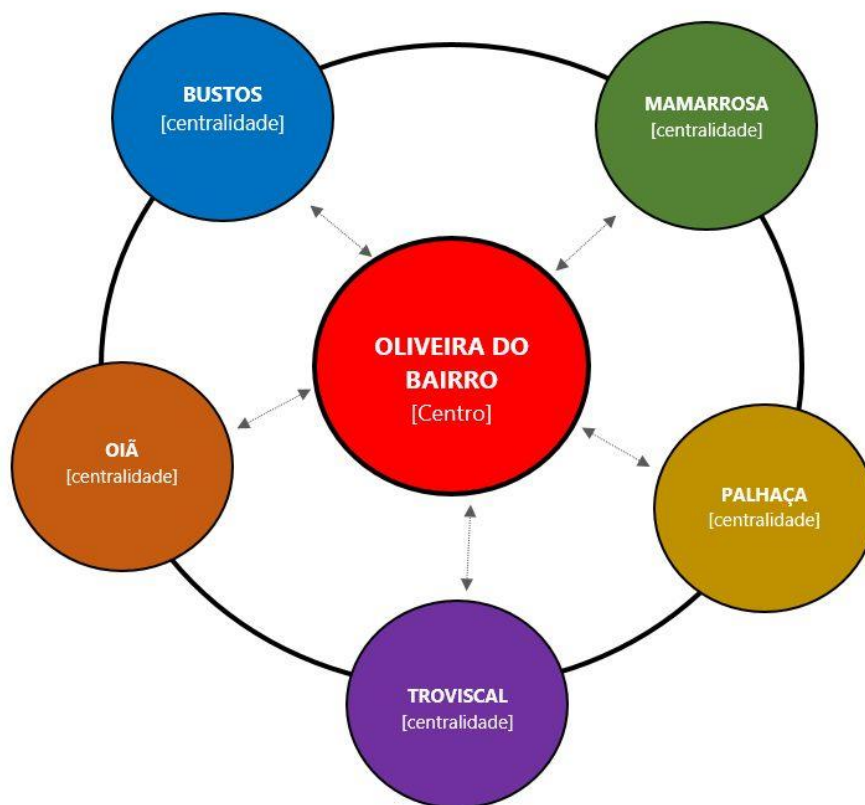 BUSTOS
[centralidade]
MAMARROSA
[centralidade]
OLIVEIRA DO
BAIRRO
[Centro]
OIÃ
[centralidade]
PALHAÇA
[centralidade]
TROVISCAL
[centralidade]